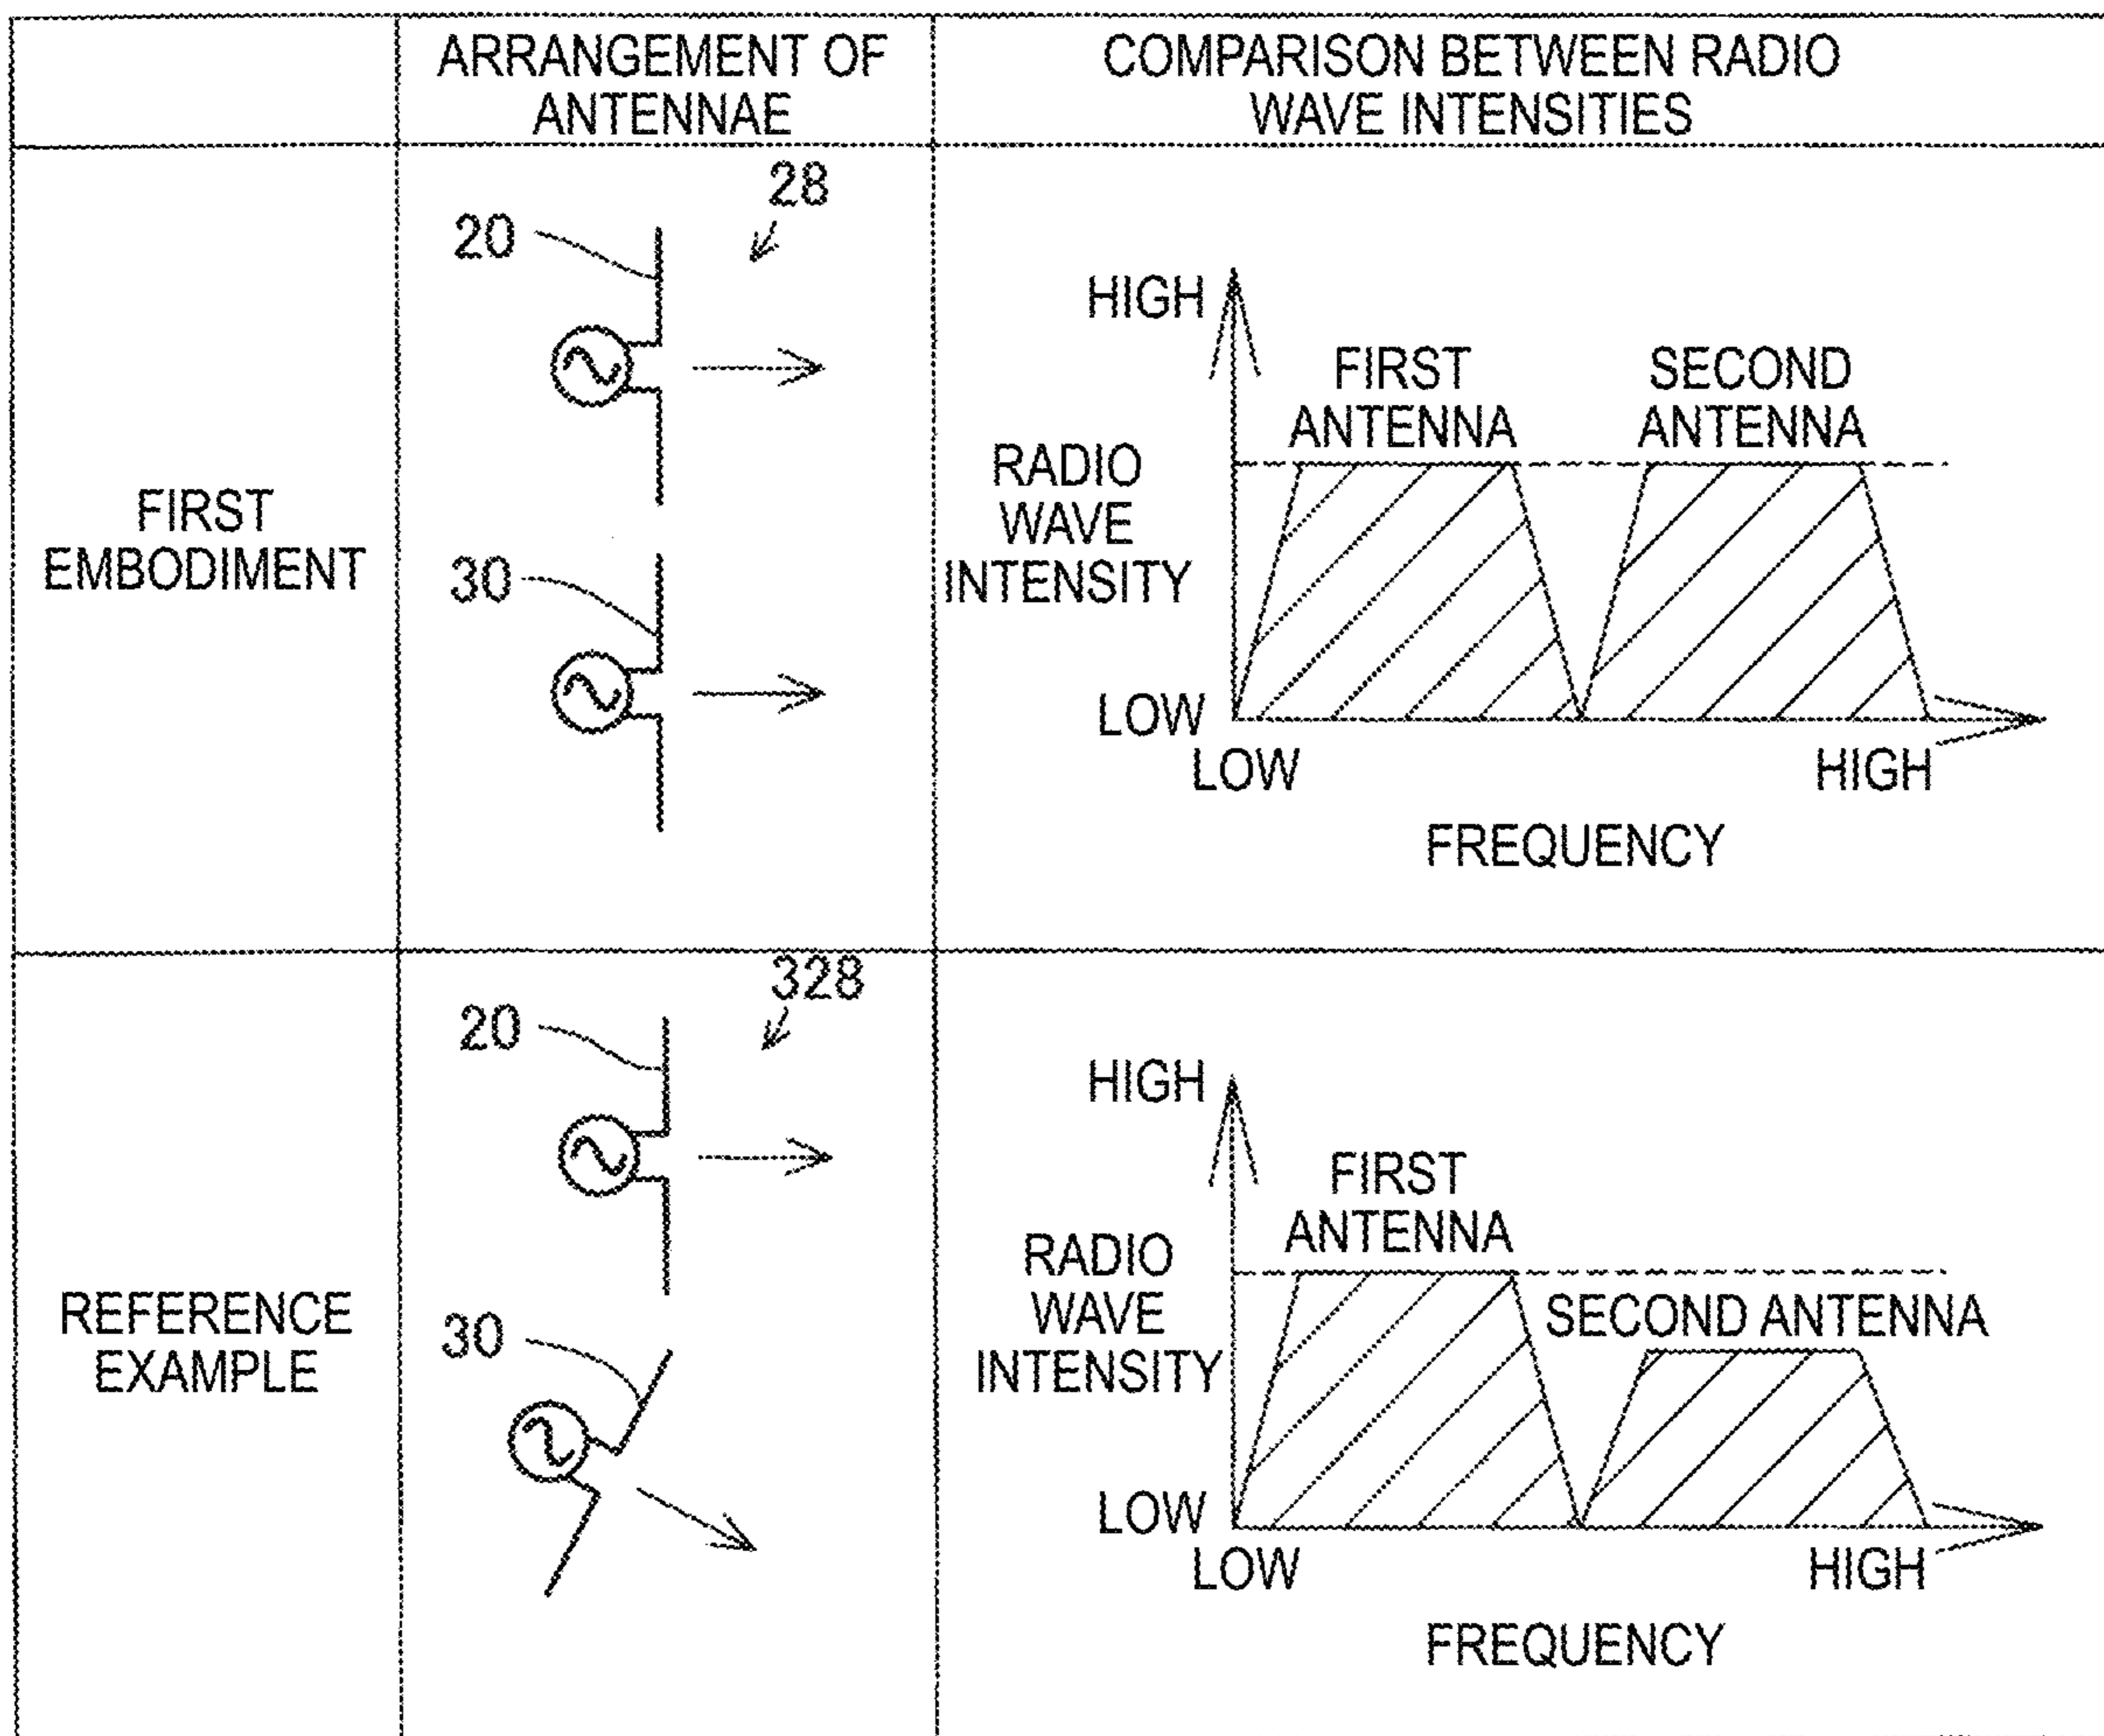 ARRANGEMENT OF
ANTENNAE
COMPARISON BETWEEN RADIO
WAVE INTENSITIES
FIRST
EMBODIMENT
28
20
30
HIGH
FIRST
ANTENNA
SECOND
ANTENNA
RADIO
WAVE
INTENSITY
LOW
LOW
HIGH
FREQUENCY
REFERENCE
EXAMPLE
328
20
30
HIGH
FIRST
ANTENNA
RADIO
WAVE
INTENSITY
SECOND ANTENNA
LOW
LOW
HIGH
FREQUENCY